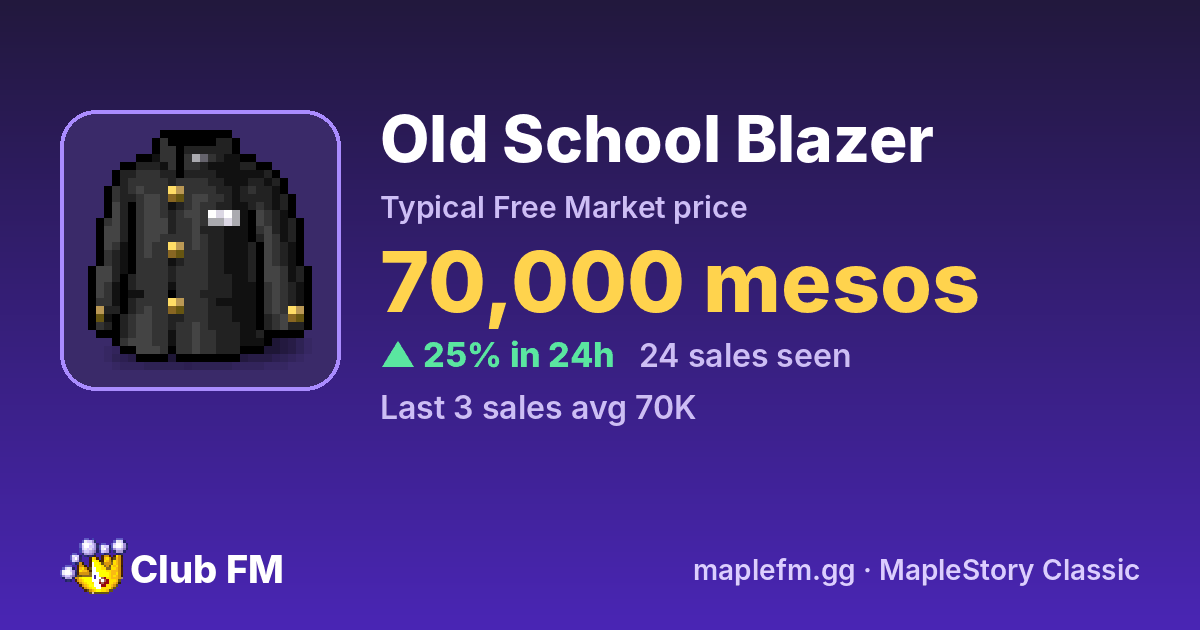 Old School Blazer
Typical Free Market price
70,000 mesos
▲ 25% in 24h 24 sales seen
Last 3 sales avg 70K
Club FM
maplefm.gg · MapleStory Classic